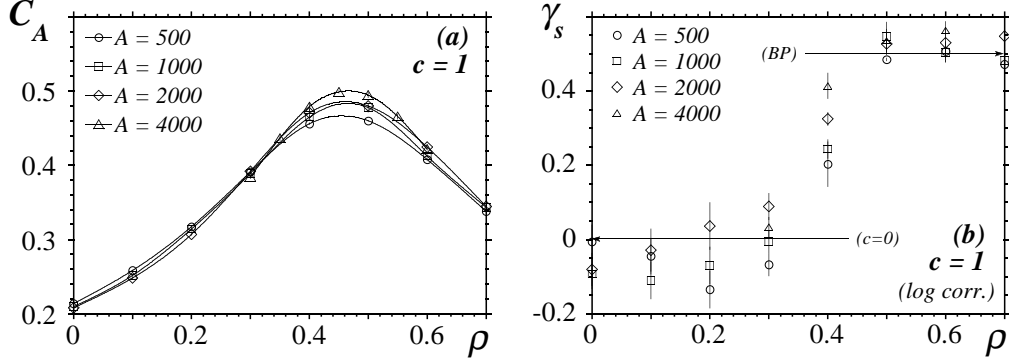 C_A
A = 500
A = 1000
A = 2000
A = 4000
(a)
c = 1
0.5
0.4
0.3
0.2
0 0.2 0.4 0.6 ρ
γ_s
A = 500
A = 1000
A = 2000
A = 4000
(BP)
0.4
0.2
0
-0.2
(c=0)
(b)
c = 1
(log corr.)
0 0.2 0.4 0.6 ρ